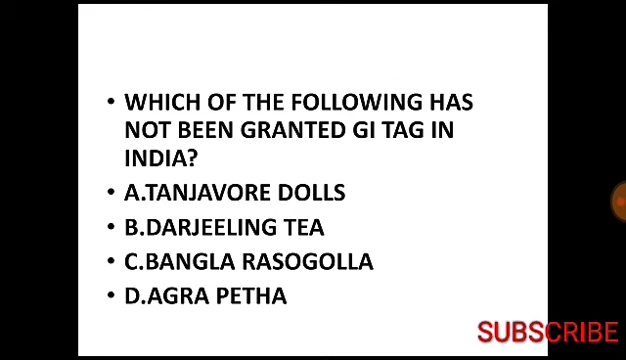 • WHICH OF THE FOLLOWING HAS
NOT BEEN GRANTED GI TAG IN
INDIA?
• A.TANJAVORE DOLLS
• B.DARJEELING TEA
• C.BANGLA RASOGOLLA
• D.AGRA PETHA
SUBSCRIBE